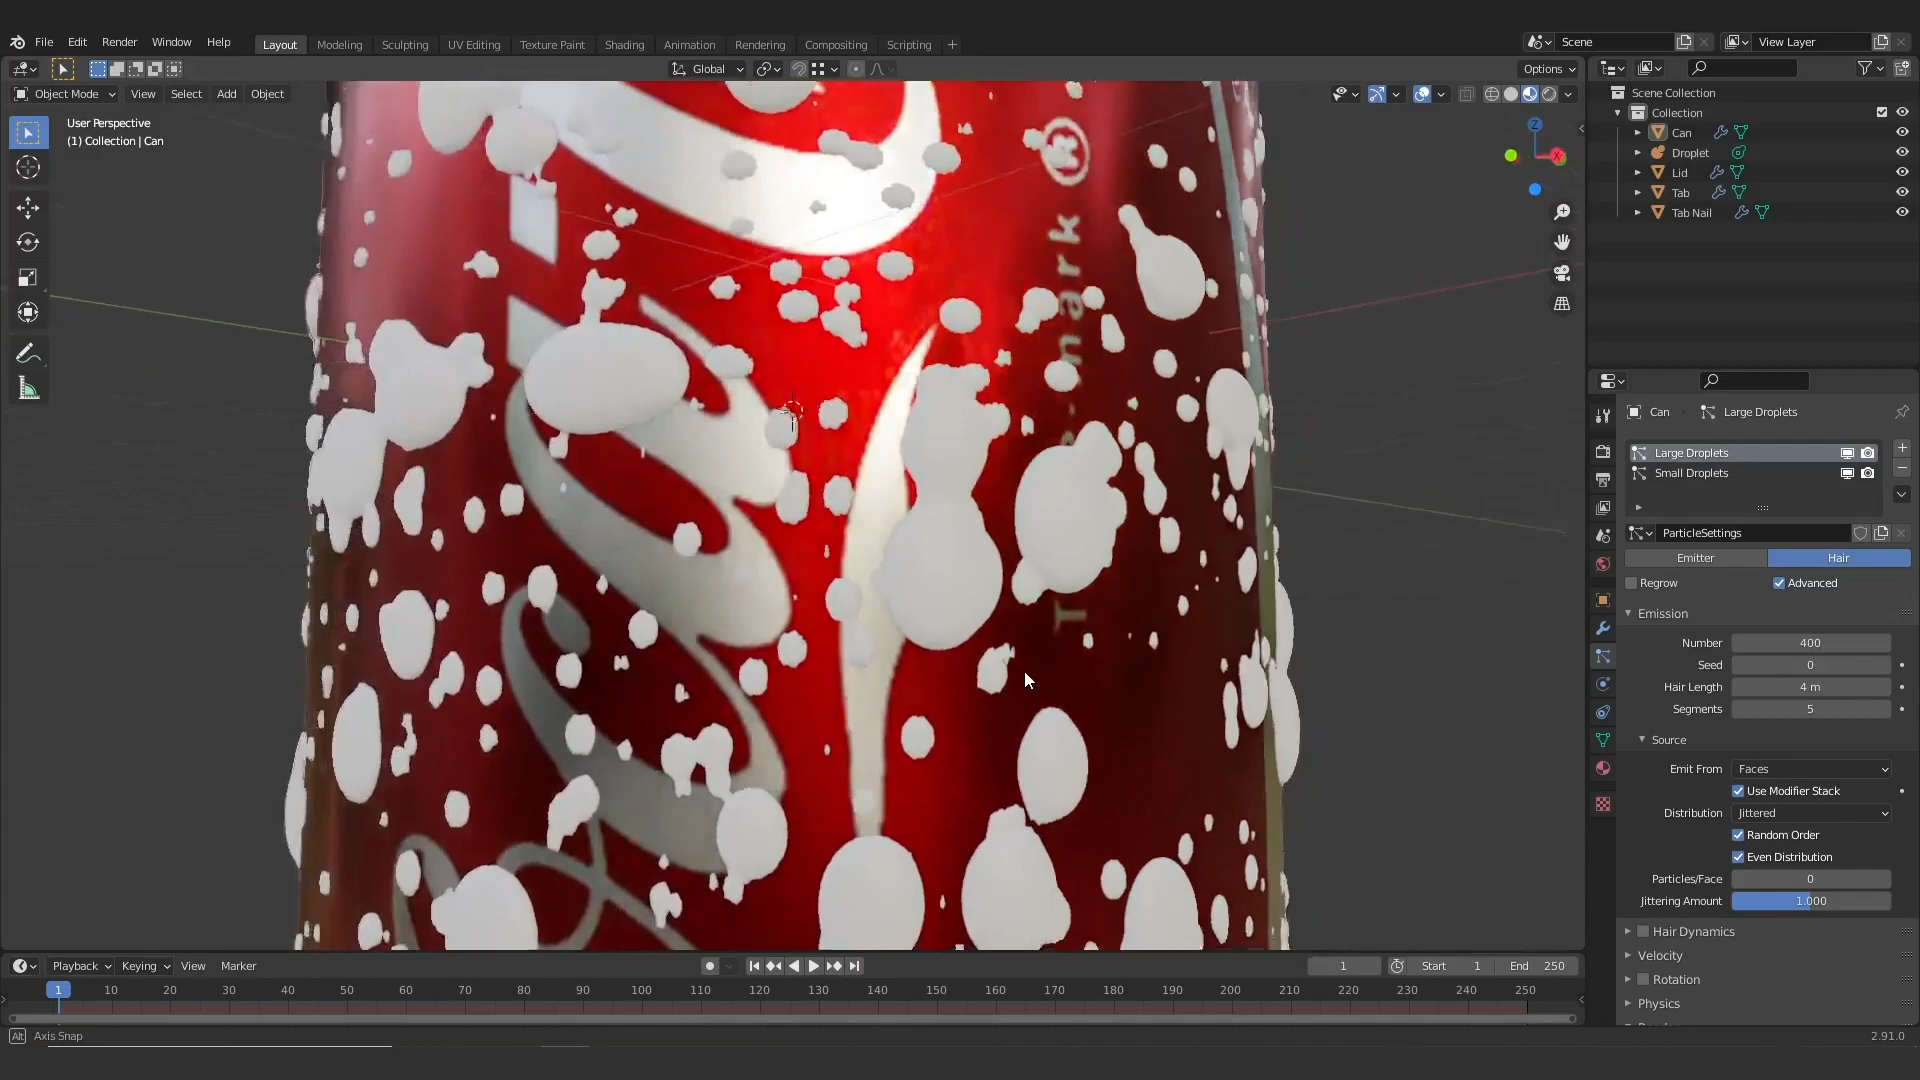 File Edit Render Window Help Layout Modeling Sculpting UV Editing Texture Paint Shading Animation Rendering Compositing Scripting + Scene View Layer
Global Options
Object Mode View Select Add Object
User Perspective
(1) Collection | Can
Z
X
®
Scene Collection
Collection
Can
Droplet
Lid
Tab
Tab Nail
Can Large Droplets
Large Droplets
Small Droplets
ParticleSettings
Emitter Hair
Regrow Advanced
Emission
Number 400
Seed 0
Hair Length 4 m
Segments 5
Source
Emit From Faces
Use Modifier Stack
Distribution Jittered
Random Order
Even Distribution
Particles/Face 0
Jittering Amount 1.000
Hair Dynamics
Velocity
Rotation
Physics
Playback Keying View Marker 1 Start 1 End 250
1 10 20 30 40 50 60 70 80 90 100 110 120 130 140 150 160 170 180 190 200 210 220 230 240 250
Alt Axis Snap 2.91.0